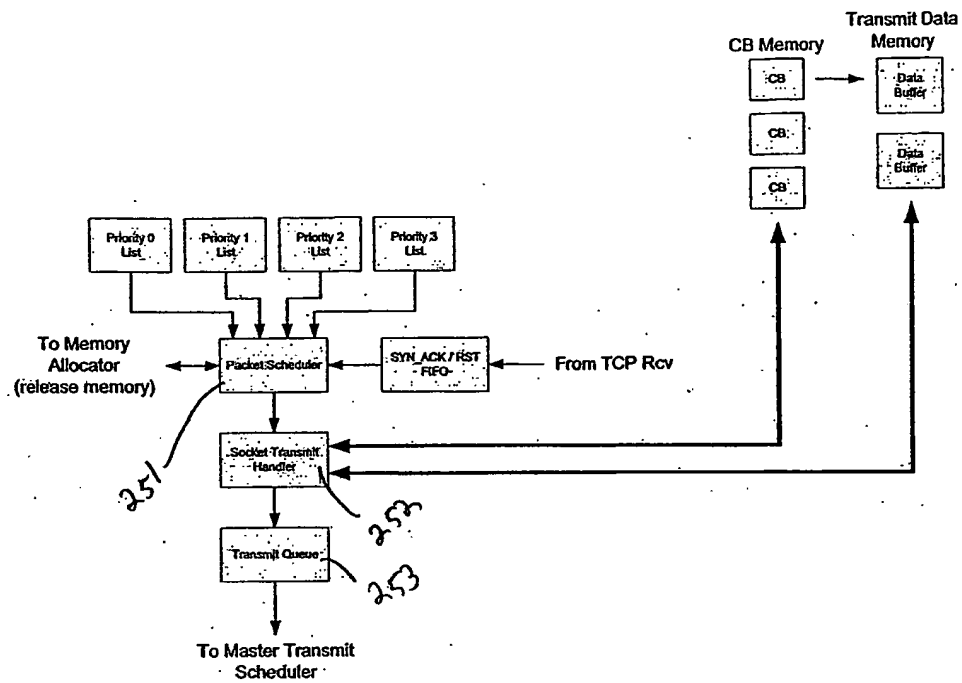 Transmit Data
Memory
CB Memory
CB
Data
Buffer
CB
Data
Buffer
CB
Priority 0
List
Priority 1
List
Priority 2
List
Priority 3
List
To Memory
Allocator
(release memory)
Packet Scheduler
SYN_ACK / RST
FIFO
From TCP Rcv
Socket Transmit
Handler
251
252
Transmit Queue
253
To Master Transmit
Scheduler